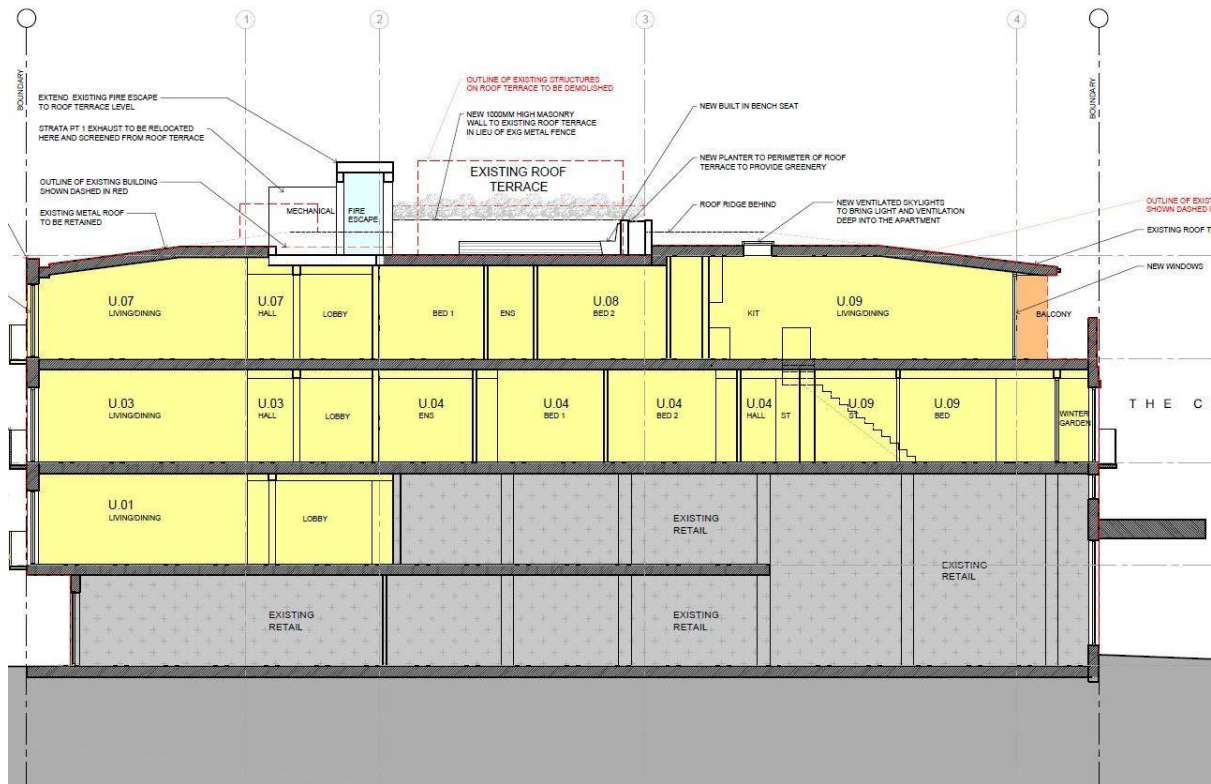 1
2
3
4
BOUNDARY
BOUNDARY
EXTEND EXISTING FIRE ESCAPE
TO ROOF TERRACE LEVEL
STRATA PT 1 EXHAUST TO BE RELOCATED
HERE AND SCREENED FROM ROOF TERRACE
OUTLINE OF EXISTING BUILDING
SHOWN DASHED IN RED
EXISTING METAL ROOF
TO BE RETAINED
OUTLINE OF EXISTING STRUCTURES
ON ROOF TERRACE TO BE DEMOLISHED
NEW 1000MM HIGH MASONRY
WALL TO EXISTING ROOF TERRACE
IN LIEU OF EXG METAL FENCE
NEW BUILT IN BENCH SEAT
NEW PLANTER TO PERIMETER OF ROOF
TERRACE TO PROVIDE GREENERY
ROOF RIDGE BEHIND
NEW VENTILATED SKYLIGHTS
TO BRING LIGHT AND VENTILATION
DEEP INTO THE APARTMENT
OUTLINE OF EXIST
SHOWN DASHED I
EXISTING ROOF T
NEW WINDOWS
EXISTING ROOF
TERRACE
MECHANICAL
FIRE
ESCAPE
U.07
LIVING/DINING
U.07
HALL
LOBBY
BED 1
ENS
U.08
BED 2
KIT
U.09
LIVING/DINING
BALCONY
U.03
LIVING/DINING
U.03
HALL
LOBBY
U.04
ENS
U.04
BED 1
U.04
BED 2
U.04
HALL
ST
U.09
ST
U.09
BED
WINTER
GARDEN
THE C
U.01
LIVING/DINING
LOBBY
EXISTING
RETAIL
EXISTING
RETAIL
EXISTING
RETAIL
EXISTING
RETAIL